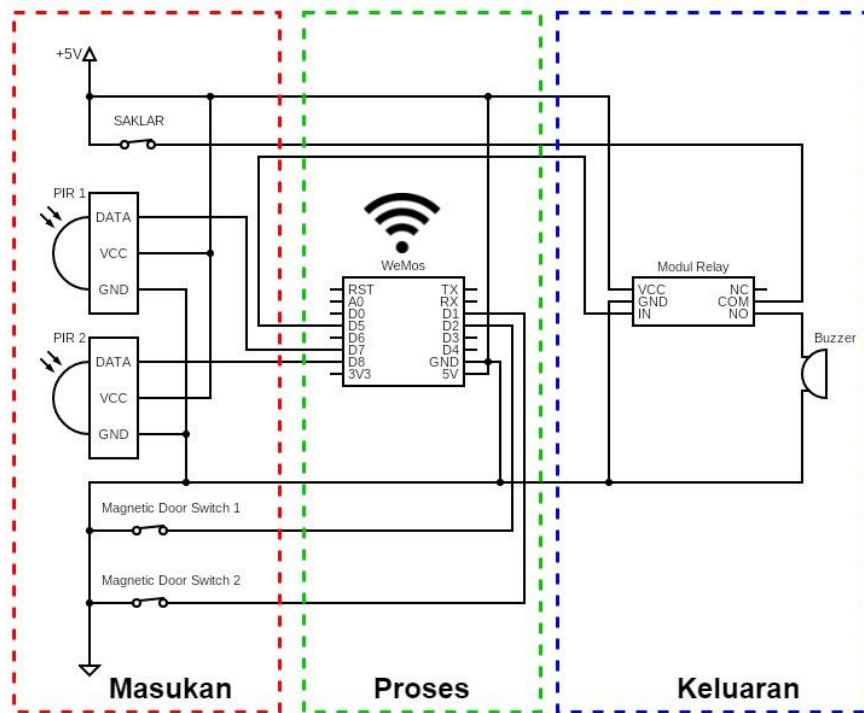 +5V
SAKLAR
PIR 1
DATA
VCC
GND
PIR 2
DATA
VCC
GND
Magnetic Door Switch 1
Magnetic Door Switch 2
Masukan
WeMos
RST TX
A0 RX
D0 D1
D5 D2
D6 D3
D7 D4
D8 GND
3V3 5V
Proses
Modul Relay
VCC NC
GND COM
IN NO
Buzzer
Keluaran